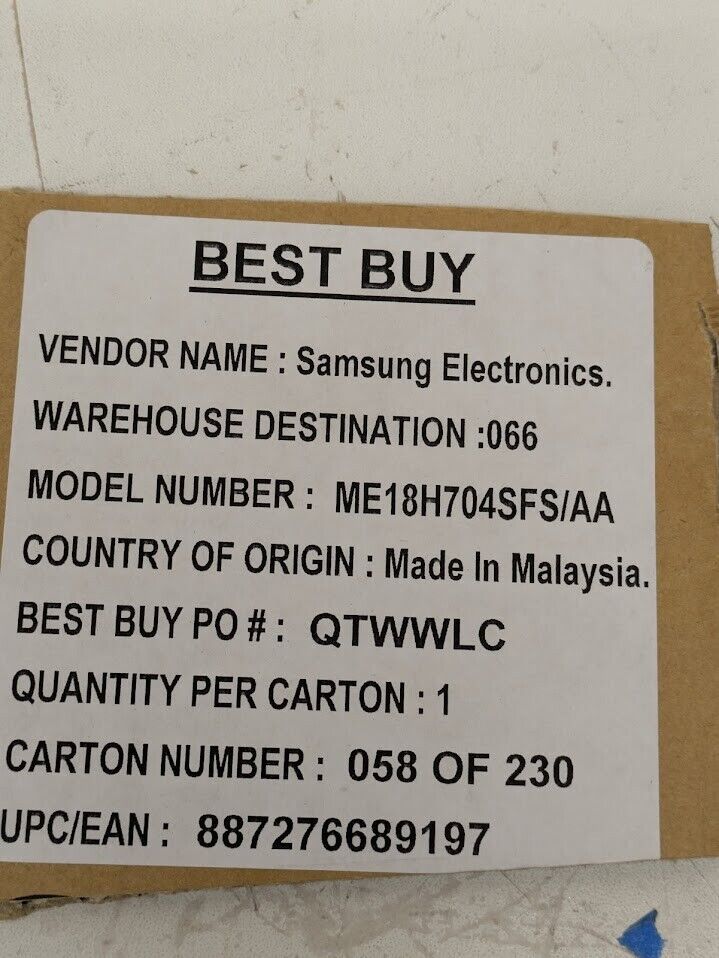 BEST BUY
VENDOR NAME : Samsung Electronics.
WAREHOUSE DESTINATION :066
MODEL NUMBER : ME18H704SFS/AA
COUNTRY OF ORIGIN : Made In Malaysia.
BEST BUY PO # : QTWWLC
QUANTITY PER CARTON : 1
CARTON NUMBER : 058 OF 230
UPC/EAN : 887276689197